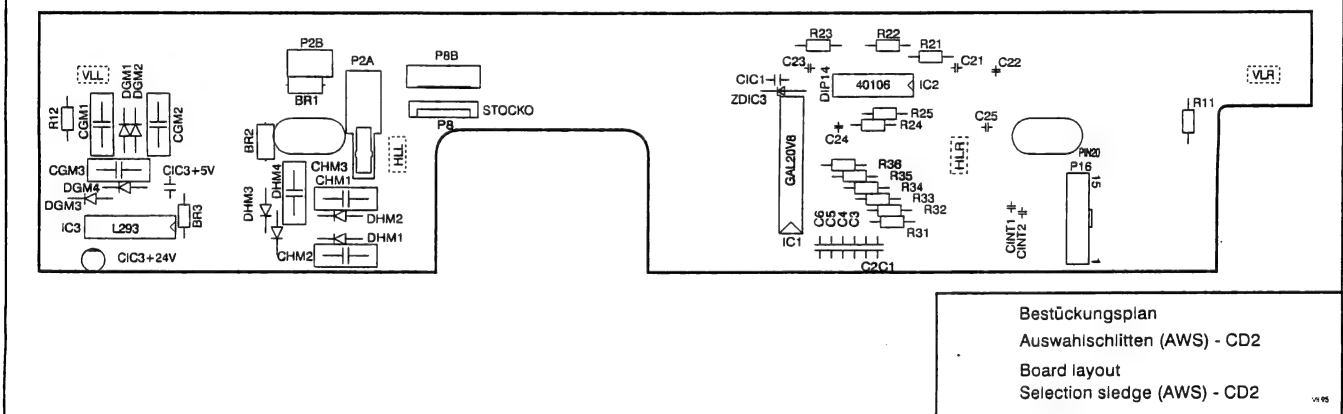 VLL
DGM1
DGM2
R12
CGM1
CGM2
CGM3
CIC3+5V
DGM4
DGM3
IC3
L293
BR3
CIC3+24V
P2B
P2A
BR1
BR2
P8B
STOCKO
P8
HLL
CHM3
DHM4
CHM1
DHM3
DHM2
DHM1
CHM2
R23
R22
R21
C23
C21
C22
CIC1
ZDIC3
DIP14
40106
IC2
R25
R24
C24
C25
GAL20V8
HLR
R36
R35
R34
R33
R32
R31
C6
C5
C4
C3
IC1
C2C1
VLR
R11
PIN20
P16
15
1
CINT1
CINT2
Bestückungsplan
Auswahlschlitten (AWS) - CD2
Board layout
Selection sledge (AWS) - CD2